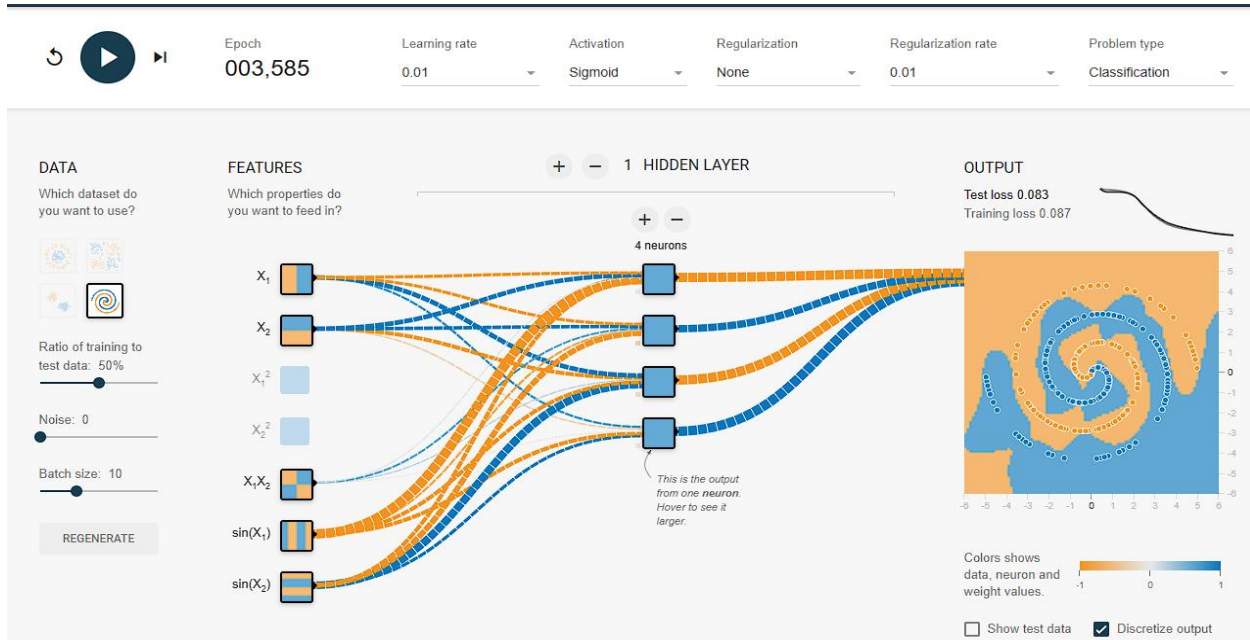 Epoch
003,585
Learning rate
0.01
Activation
Sigmoid
Regularization
None
Regularization rate
0.01
Problem type
Classification
DATA
Which dataset do
you want to use?
Ratio of training to
test data: 50%
Noise: 0
Batch size: 10
REGENERATE
FEATURES
Which properties do
you want to feed in?
X₁
X₂
X₁²
X₂²
X₁X₂
sin(X₁)
sin(X₂)
+ − 1 HIDDEN LAYER
+ −
4 neurons
This is the output
from one neuron.
Hover to see it
larger.
OUTPUT
Test loss 0.083
Training loss 0.087
6
5
4
3
2
1
0
-1
-2
-3
-4
-5
-6
-6 -5 -4 -3 -2 -1 0 1 2 3 4 5 6
Colors shows
data, neuron and
weight values.
-1 0 1
Show test data
Discretize output